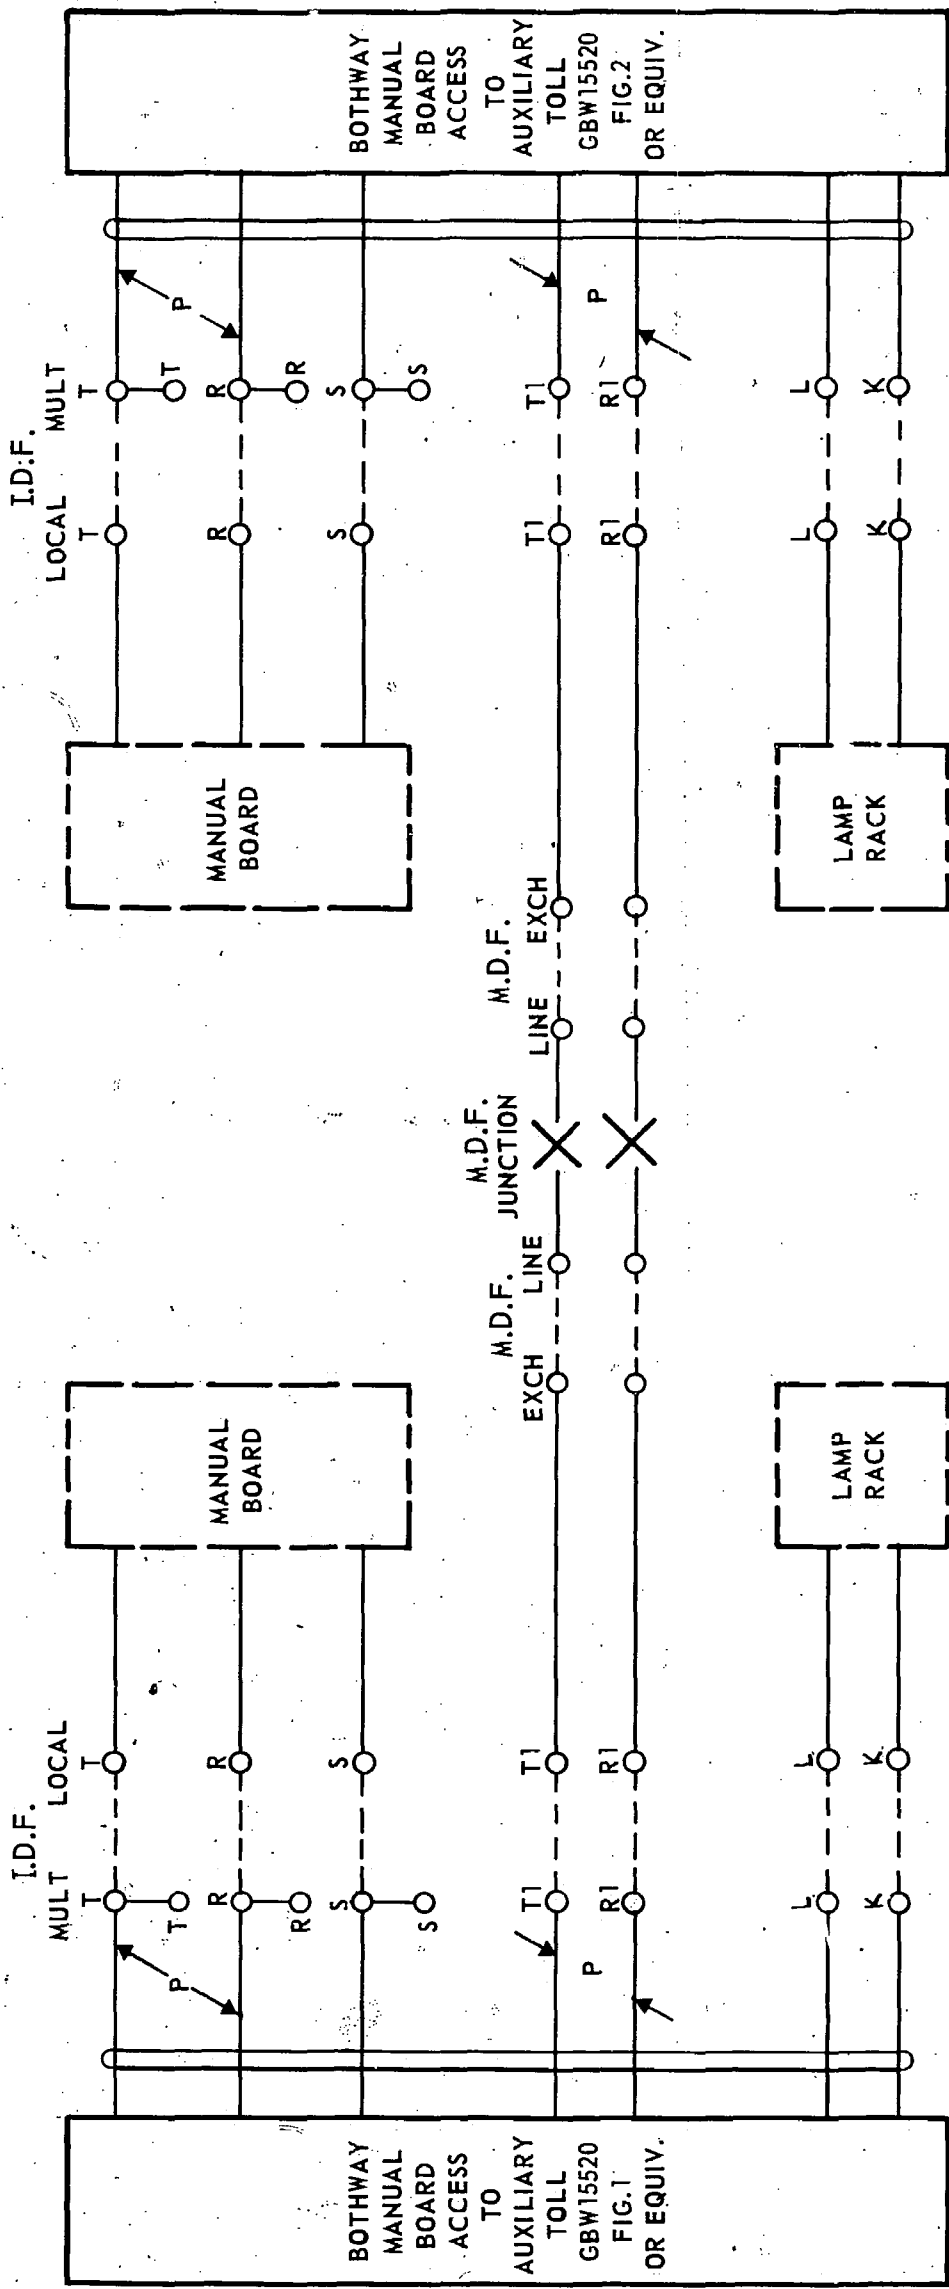 BOTHWAY
MANUAL
BOARD
ACCESS
TO
AUXILIARY
TOLL
GBW15520
FIG.1
OR EQUIV.
I.D.F.
MULT LOCAL
T T
T
P
R R
R
S S
S
T1 T1
P
R1 R1
L L
K K
MANUAL
BOARD
LAMP
RACK
M.D.F.
EXCH LINE
M.D.F.
JUNCTION
M.D.F.
LINE EXCH
MANUAL
BOARD
LAMP
RACK
I.D.F.
LOCAL MULT
T T
T
P
R R
R
S S
S
T1 T1
P
R1 R1
L L
K K
BOTHWAY
MANUAL
BOARD
ACCESS
TO
AUXILIARY
TOLL
GBW15520
FIG.2
OR EQUIV.